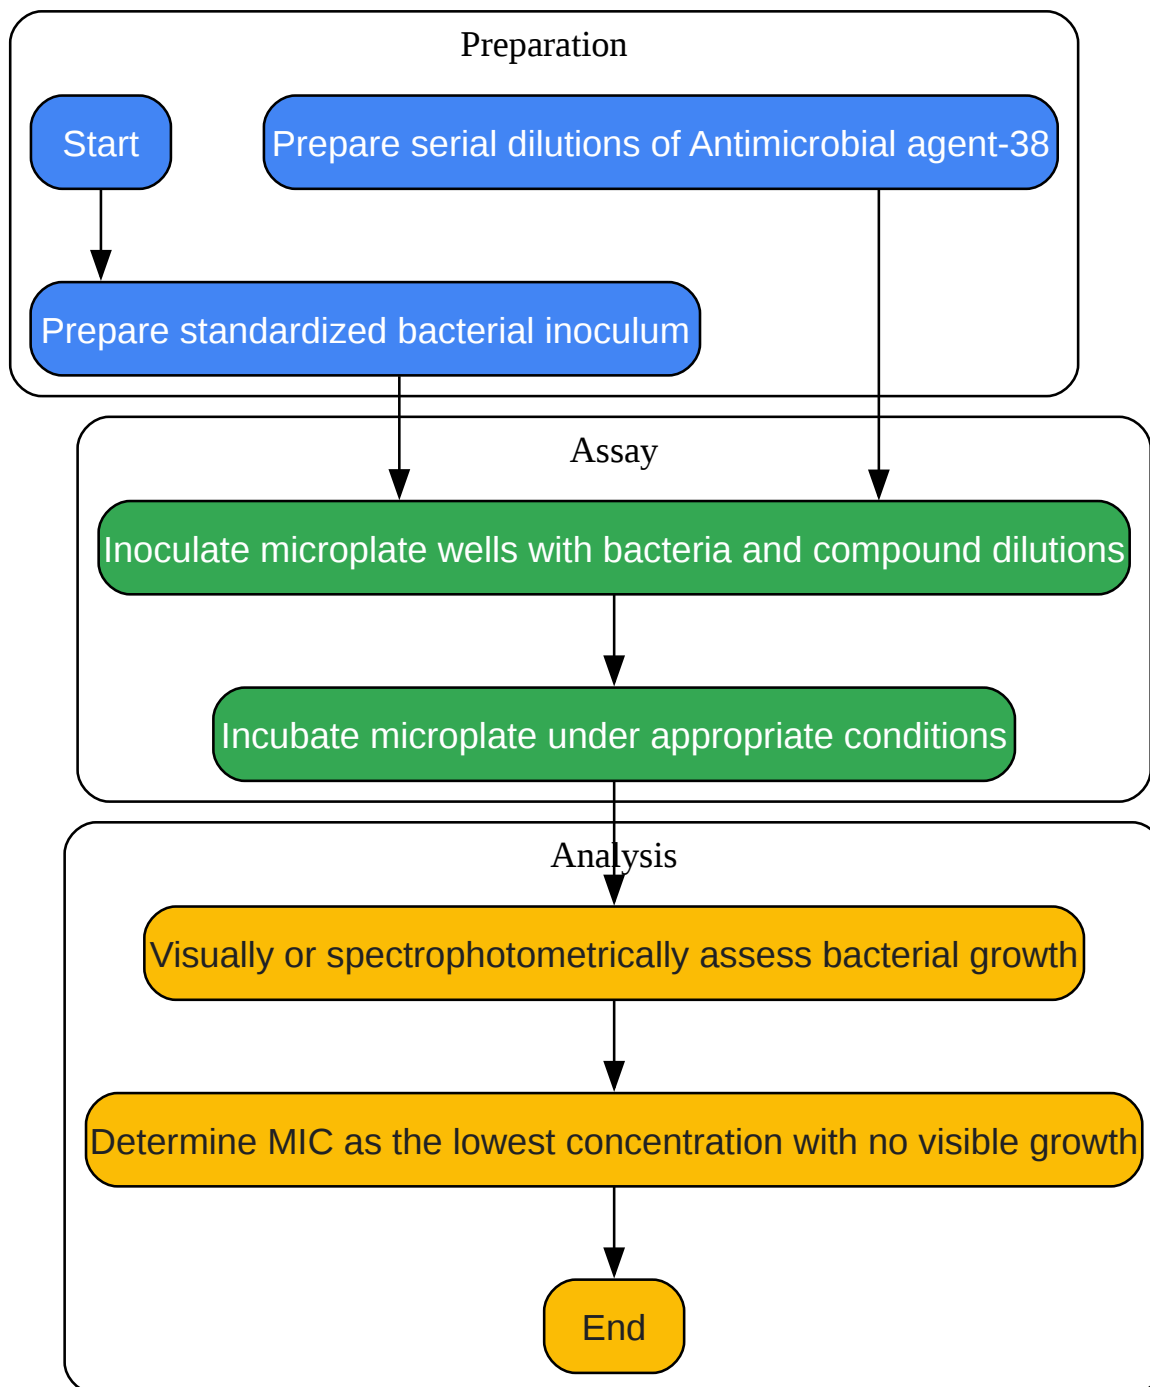 Preparation
Start
Prepare serial dilutions of Antimicrobial agent-38
Prepare standardized bacterial inoculum
Assay
Inoculate microplate wells with bacteria and compound dilutions
Incubate microplate under appropriate conditions
Analysis
Visually or spectrophotometrically assess bacterial growth
Determine MIC as the lowest concentration with no visible growth
End